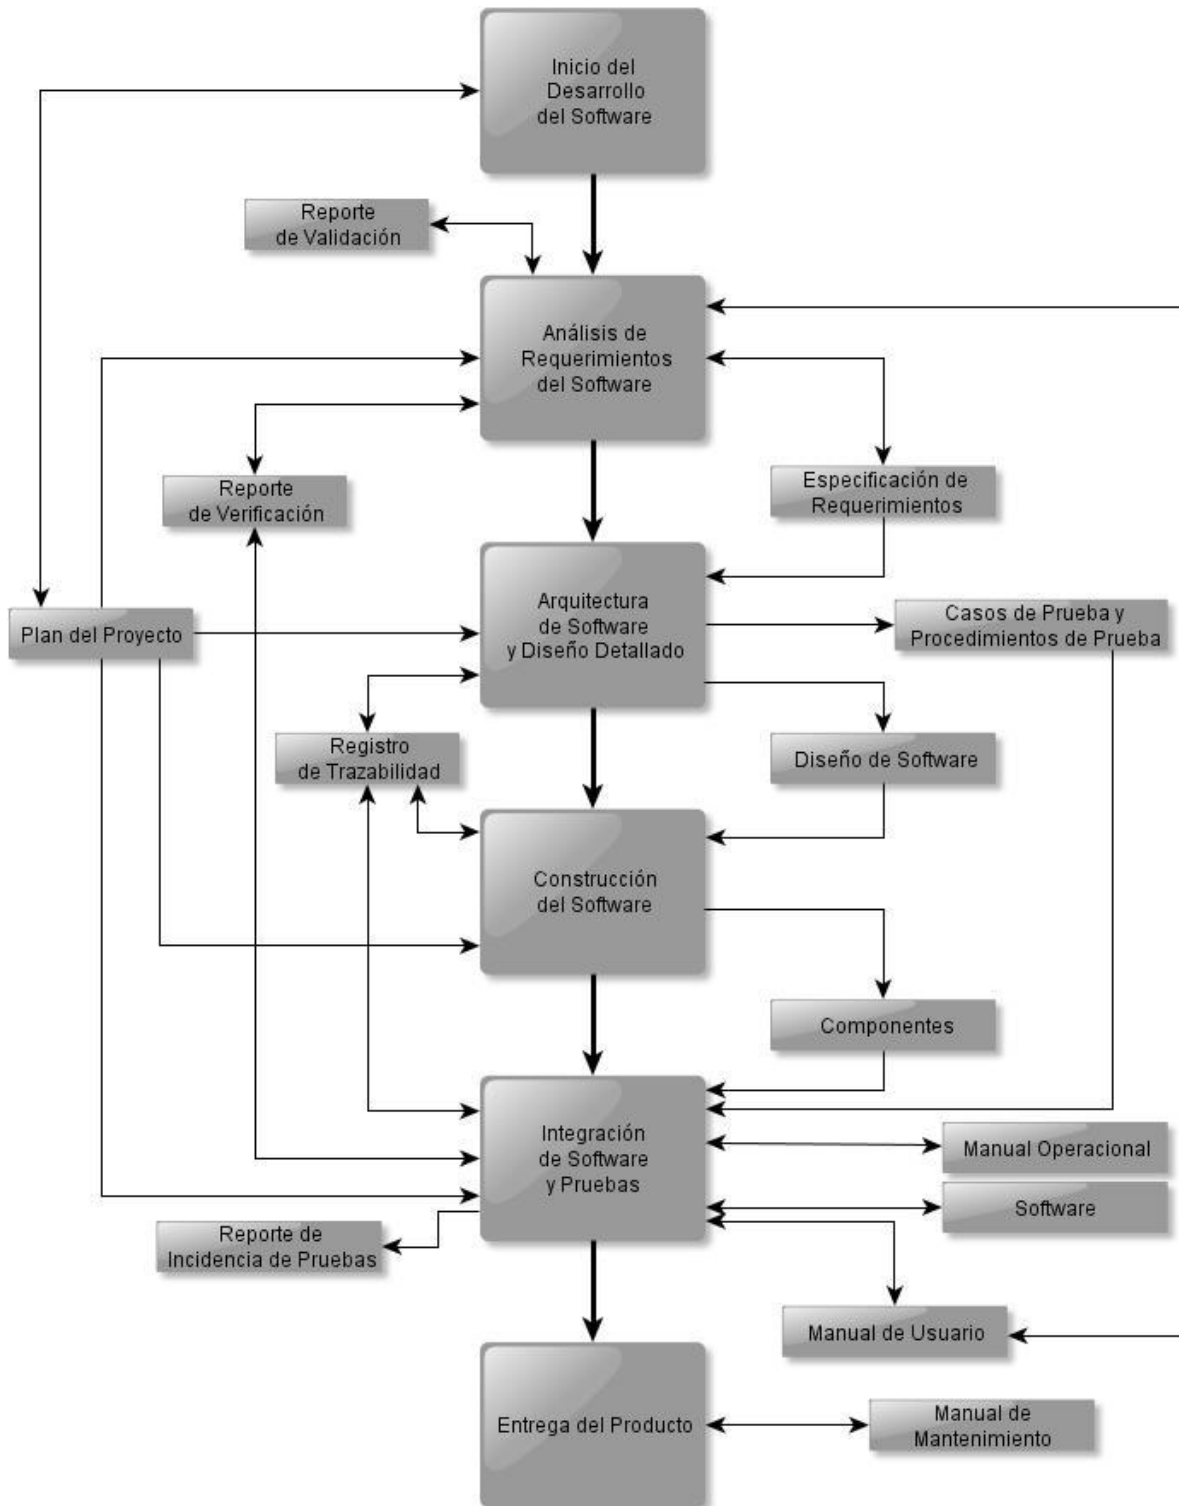 Inicio del
Desarrollo
del Software
Reporte
de Validación
Análisis de
Requerimientos
del Software
Reporte
de Verificación
Especificación de
Requerimientos
Plan del Proyecto
Arquitectura
de Software
y Diseño Detallado
Casos de Prueba y
Procedimientos de Prueba
Registro
de Trazabilidad
Diseño de Software
Construcción
del Software
Componentes
Integración
de Software
y Pruebas
Manual Operacional
Software
Reporte de
Incidencia de Pruebas
Manual de Usuario
Entrega del Producto
Manual de
Mantenimiento